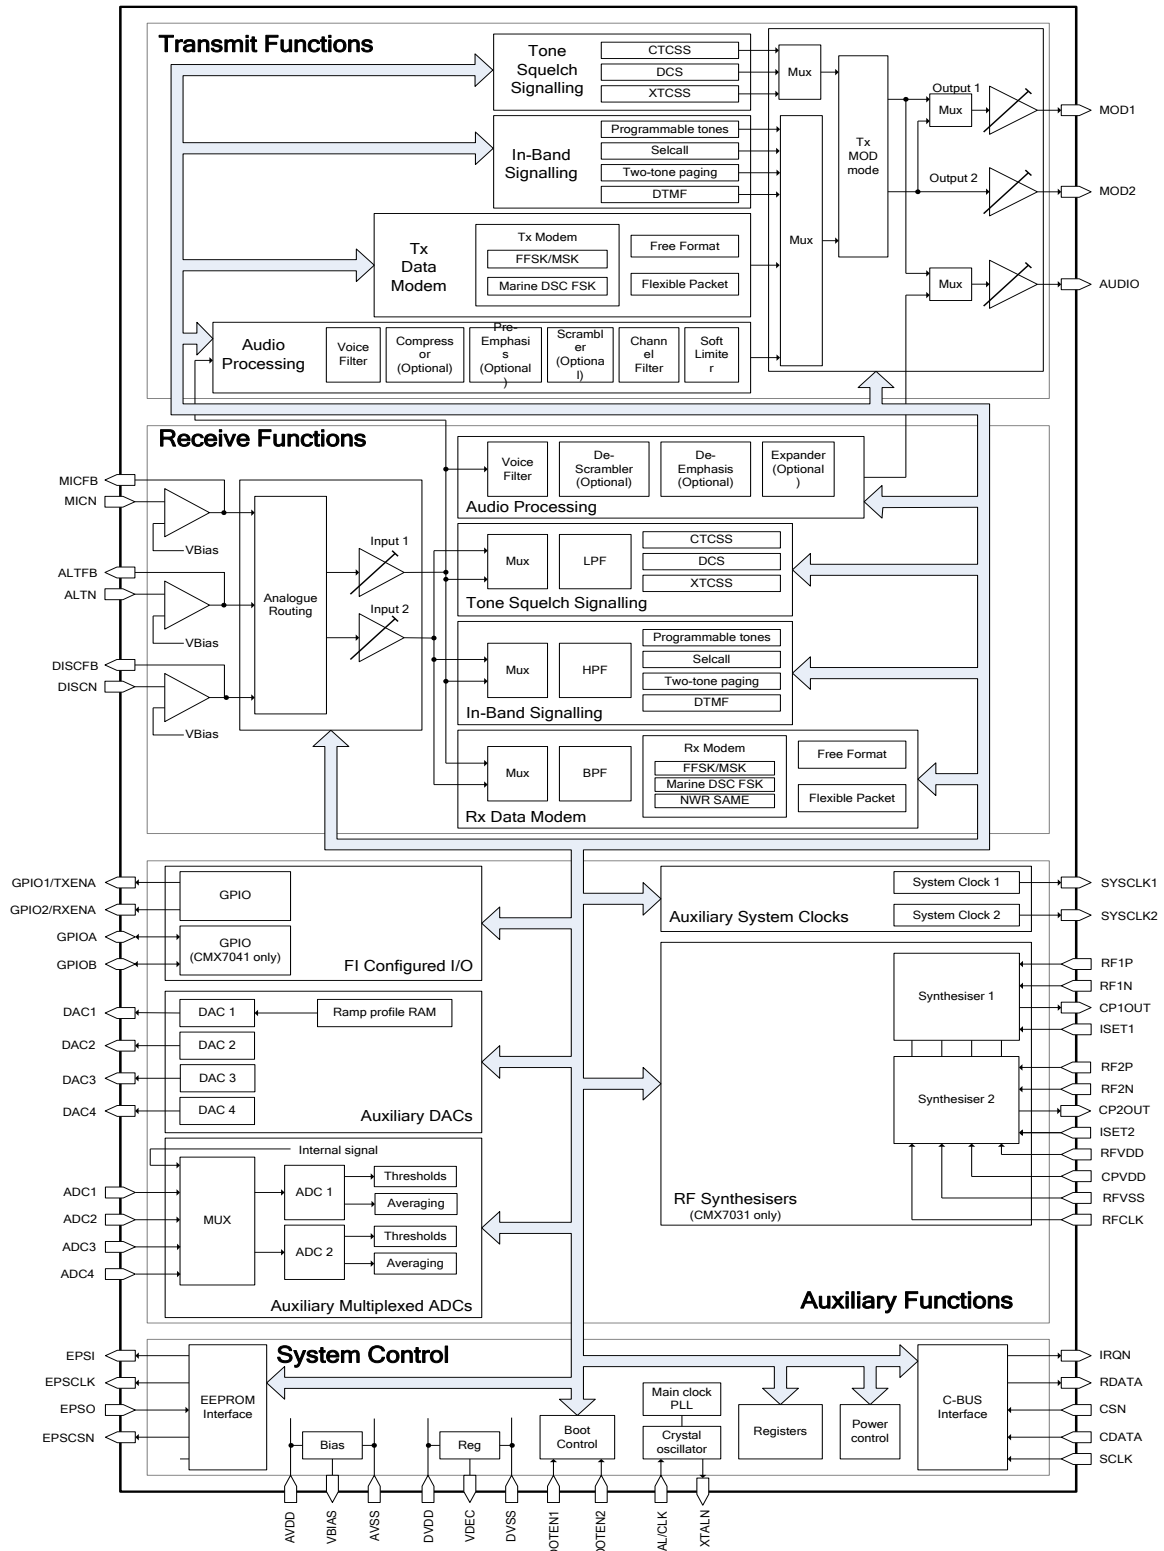 Transmit Functions
Tone
Squelch
Signalling
CTCSS
DCS
XTCSS
Mux
In-Band
Signalling
Programmable tones
Selcall
Two-tone paging
DTMF
Mux
Tx
MOD
mode
Output 1
Mux
MOD1
Output 2
MOD2
Mux
AUDIO
Tx
Data
Modem
Tx Modem
FFSK/MSK
Marine DSC FSK
Free Format
Flexible Packet
Audio
Processing
Voice
Filter
Compress
or
(Optional)
Pre-
Emphasi
s
(Optional
)
Scrambl
er
(Optiona
l)
Chann
el
Filter
Soft
Limite
r
Receive Functions
MICFB
MICN
VBias
ALTFB
ALTN
VBias
DISCFB
DISCN
VBias
Analogue
Routing
Input 1
Input 2
Voice
Filter
De-
Scrambler
(Optional)
De-
Emphasis
(Optional)
Expander
(Optional
)
Audio Processing
Mux
LPF
CTCSS
DCS
XTCSS
Tone Squelch Signalling
Mux
HPF
Programmable tones
Selcall
Two-tone paging
DTMF
In-Band Signalling
Mux
BPF
Rx Modem
FFSK/MSK
Marine DSC FSK
NWR SAME
Free Format
Flexible Packet
Rx Data Modem
GPIO1/TXENA
GPIO2/RXENA
GPIOA
GPIOB
GPIO
GPIO
(CMX7041 only)
FI Configured I/O
DAC1
DAC2
DAC3
DAC4
DAC 1
Ramp profile RAM
DAC 2
DAC 3
DAC 4
Auxiliary DACs
Internal signal
ADC1
ADC2
ADC3
ADC4
MUX
ADC 1
Thresholds
Averaging
ADC 2
Thresholds
Averaging
Auxiliary Multiplexed ADCs
System Clock 1
System Clock 2
Auxiliary System Clocks
SYSCLK1
SYSCLK2
Synthesiser 1
Synthesiser 2
RF Synthesisers
(CMX7031 only)
RF1P
RF1N
CP1OUT
ISET1
RF2P
RF2N
CP2OUT
ISET2
RFVDD
CPVDD
RFVSS
RFCLK
Auxiliary Functions
System Control
EPSI
EPSCLK
EPSO
EPSCSN
EEPROM
Interface
Bias
Reg
Boot
Control
Main clock
PLL
Crystal
oscillator
Registers
Power
control
C-BUS
Interface
IRQN
RDATA
CSN
CDATA
SCLK
AVDD
VBIAS
AVSS
DVDD
VDEC
DVSS
OOTEN1
OOTEN2
AL/CLK
XTALN